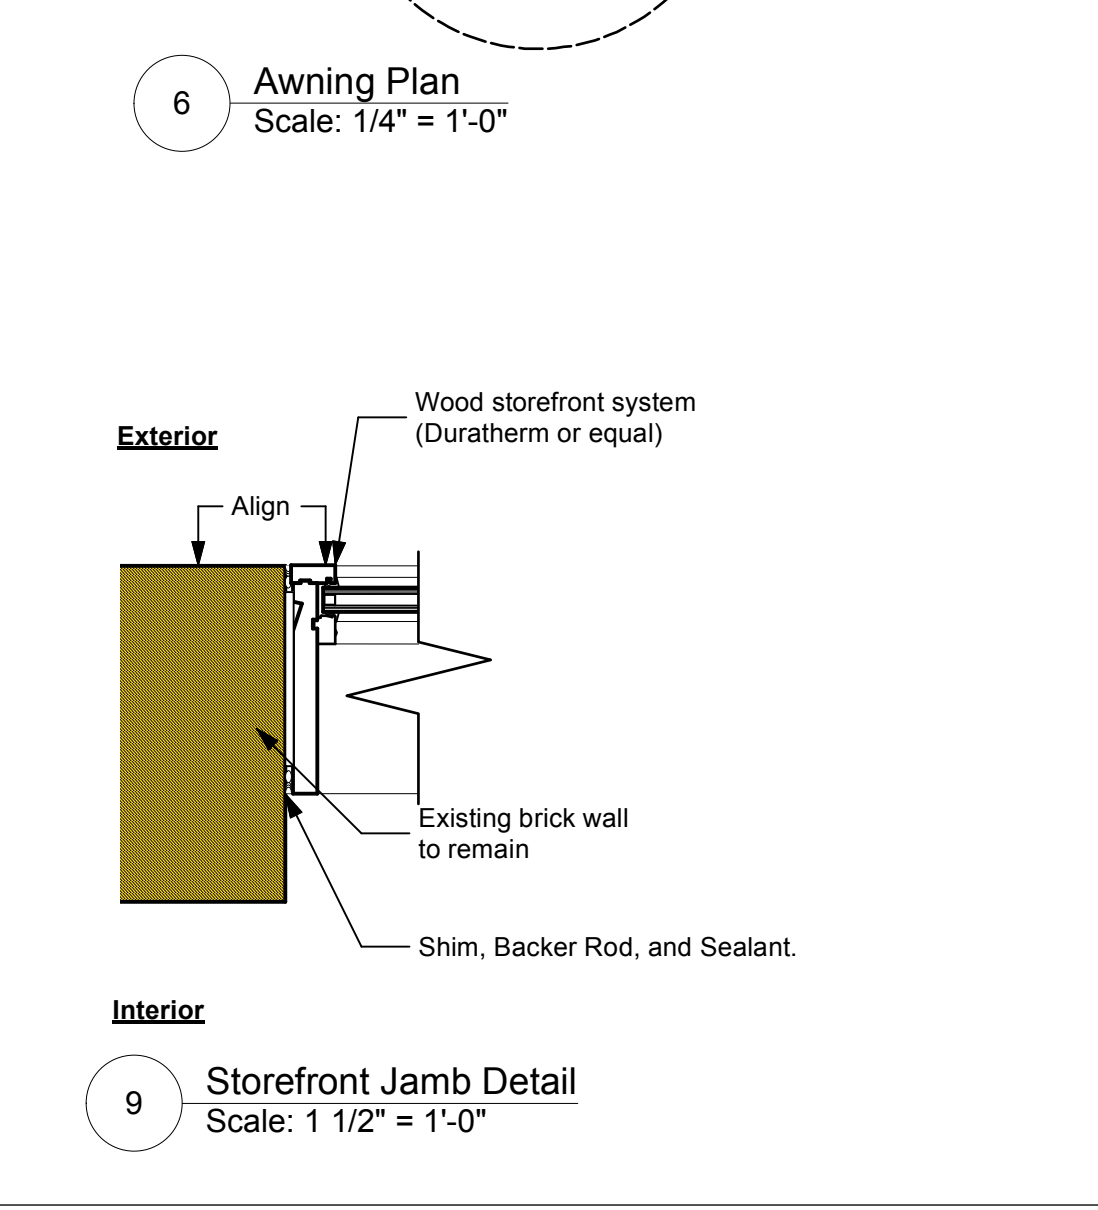 6
Awning Plan
Scale: 1/4" = 1'-0"
Wood storefront system
(Duratherm or equal)
Exterior
Align
Existing brick wall
to remain
Shim, Backer Rod, and Sealant.
Interior
9
Storefront Jamb Detail
Scale: 1 1/2" = 1'-0"